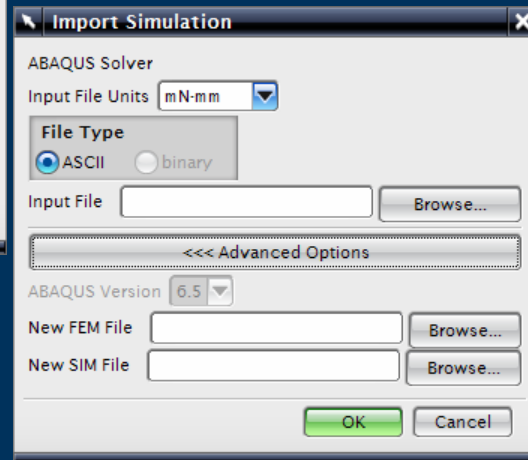 Import Simulation
ABAQUS Solver
Input File Units mN-mm
File Type
ASCII binary
Input File Browse...
<<< Advanced Options
ABAQUS Version 6.5
New FEM File Browse...
New SIM File Browse...
OK Cancel